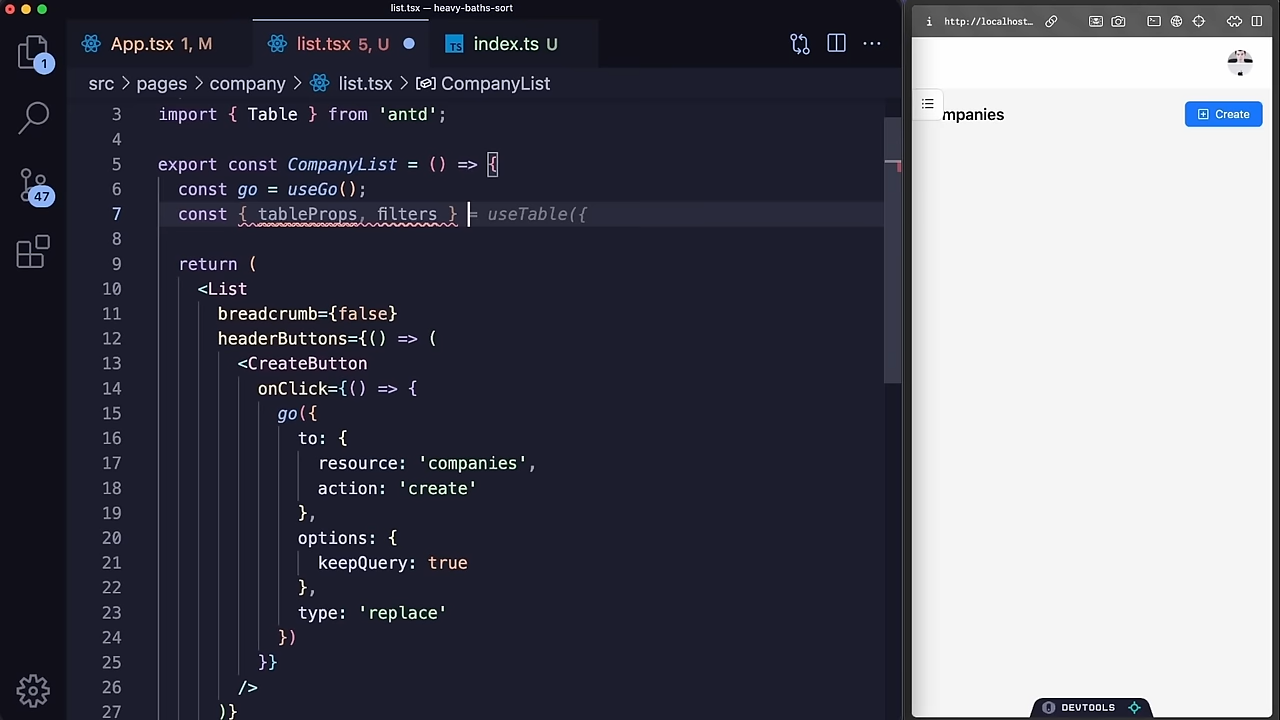 list.tsx — heavy-baths-sort
App.tsx 1, M
list.tsx 5, U
TS index.ts U
src > pages > company > list.tsx > CompanyList
3 import { Table } from 'antd';
4
5 export const CompanyList = () => {
6 const go = useGo();
7 const { tableProps, filters } = useTable({
8
9 return (
10 <List
11 breadcrumb={false}
12 headerButtons={() => (
13 <CreateButton
14 onClick={() => {
15 go({
16 to: {
17 resource: 'companies',
18 action: 'create'
19 },
20 options: {
21 keepQuery: true
22 },
23 type: 'replace'
24 })
25 }}
26 />
27 )}
1
47
http://localhost…
mpanies
Create
DEVTOOLS